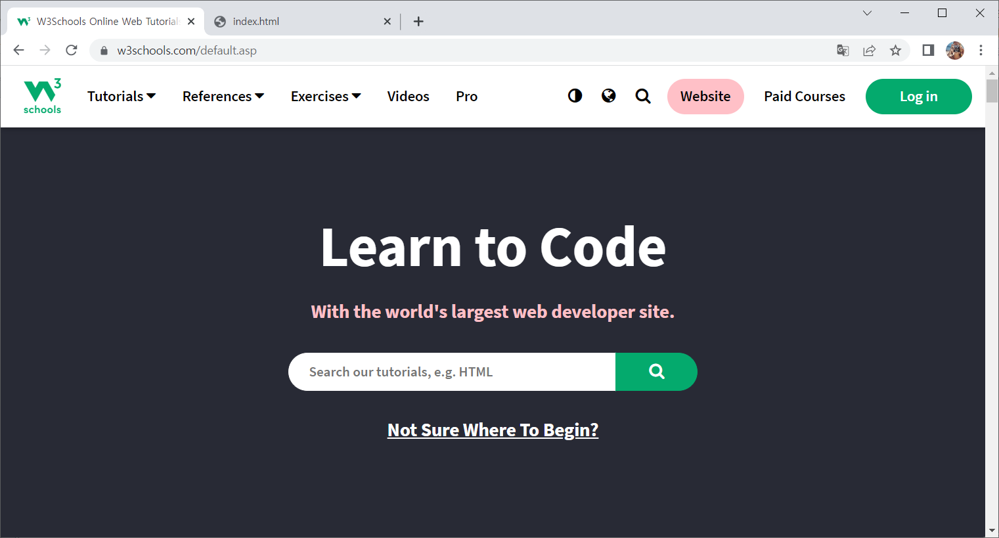 W3Schools Online Web Tutorials
index.html
w3schools.com/default.asp
W3 schools
Tutorials
References
Exercises
Videos
Pro
Website
Paid Courses
Log in
Learn to Code
With the world's largest web developer site.
Search our tutorials, e.g. HTML
Not Sure Where To Begin?